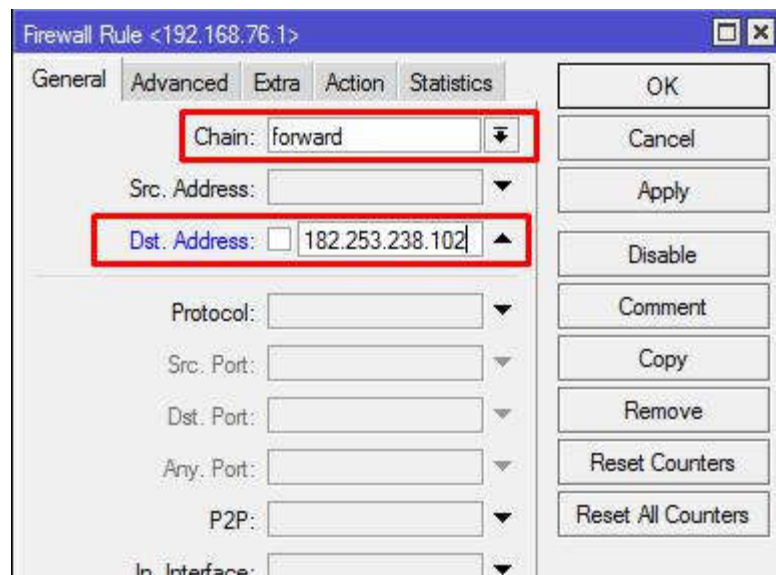 Firewall Rule <192.168.76.1>
General Advanced Extra Action Statistics
Chain: forward
Src. Address:
Dst. Address: 182.253.238.102
Protocol:
Src. Port:
Dst. Port:
Any. Port:
P2P:
In. Interface:
OK
Cancel
Apply
Disable
Comment
Copy
Remove
Reset Counters
Reset All Counters